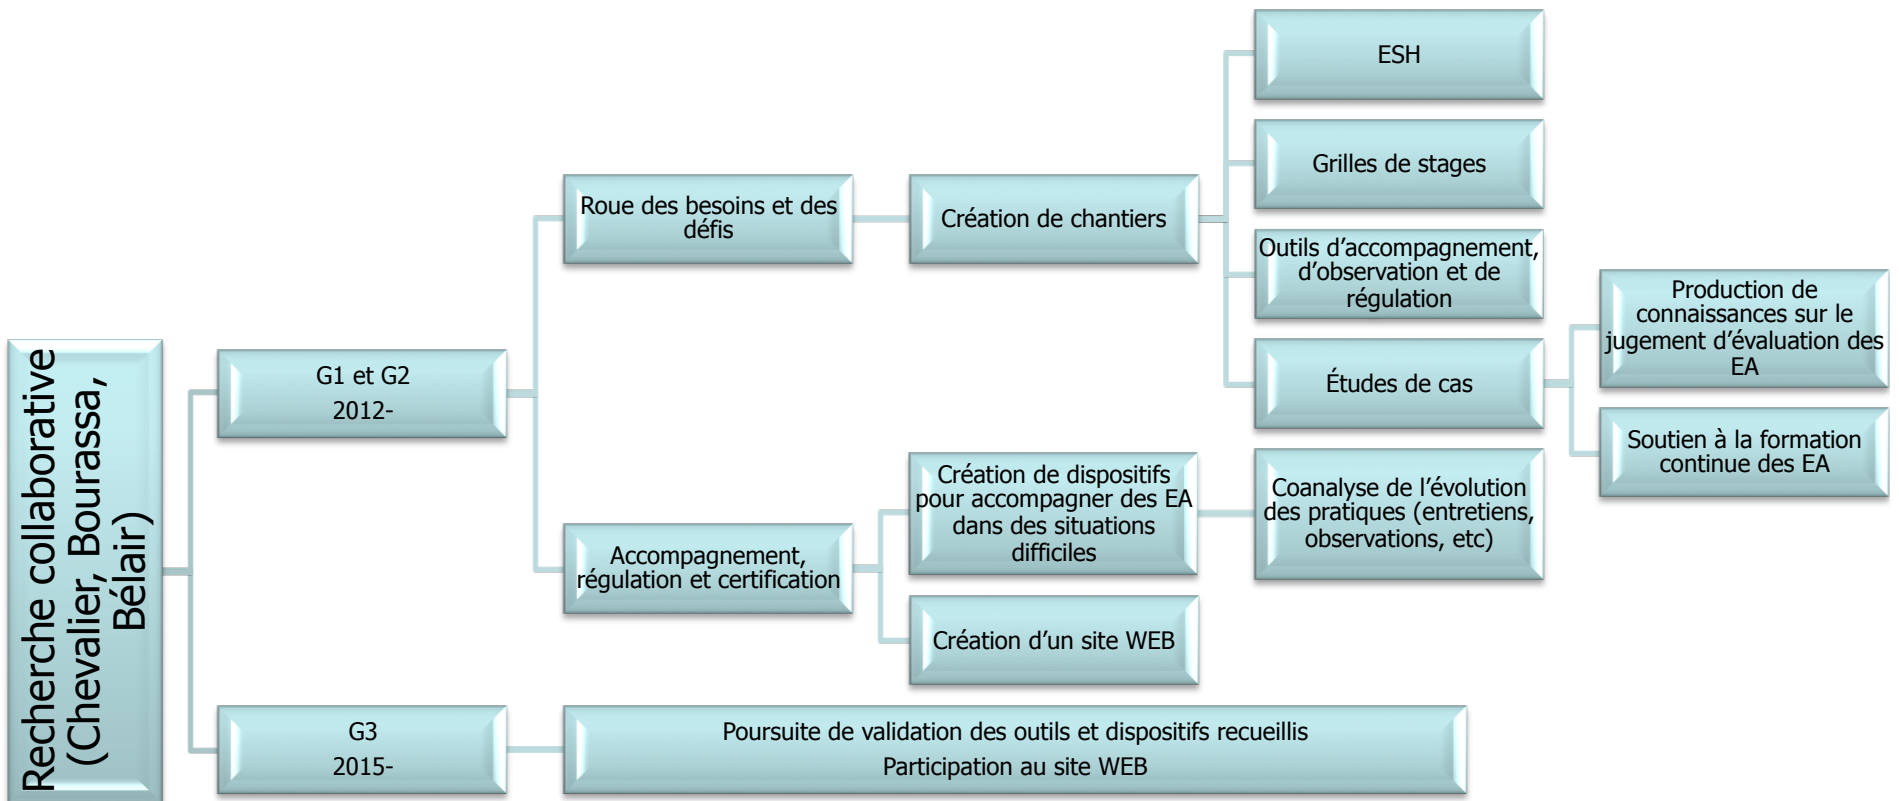 Recherche collaborative
(Chevalier, Bourassa,
Bélair)
G1 et G2
2012-
Roue des besoins et des
défis
Création de chantiers
ESH
Grilles de stages
Outils d’accompagnement,
d’observation et de
régulation
Études de cas
Production de
connaissances sur le
jugement d’évaluation des
EA
Soutien à la formation
continue des EA
Accompagnement,
régulation et certification
Création de dispositifs
pour accompagner des EA
dans des situations
difficiles
Coanalyse de l’évolution
des pratiques (entretiens,
observations, etc)
Création d’un site WEB
G3
2015-
Poursuite de validation des outils et dispositifs recueillis
Participation au site WEB